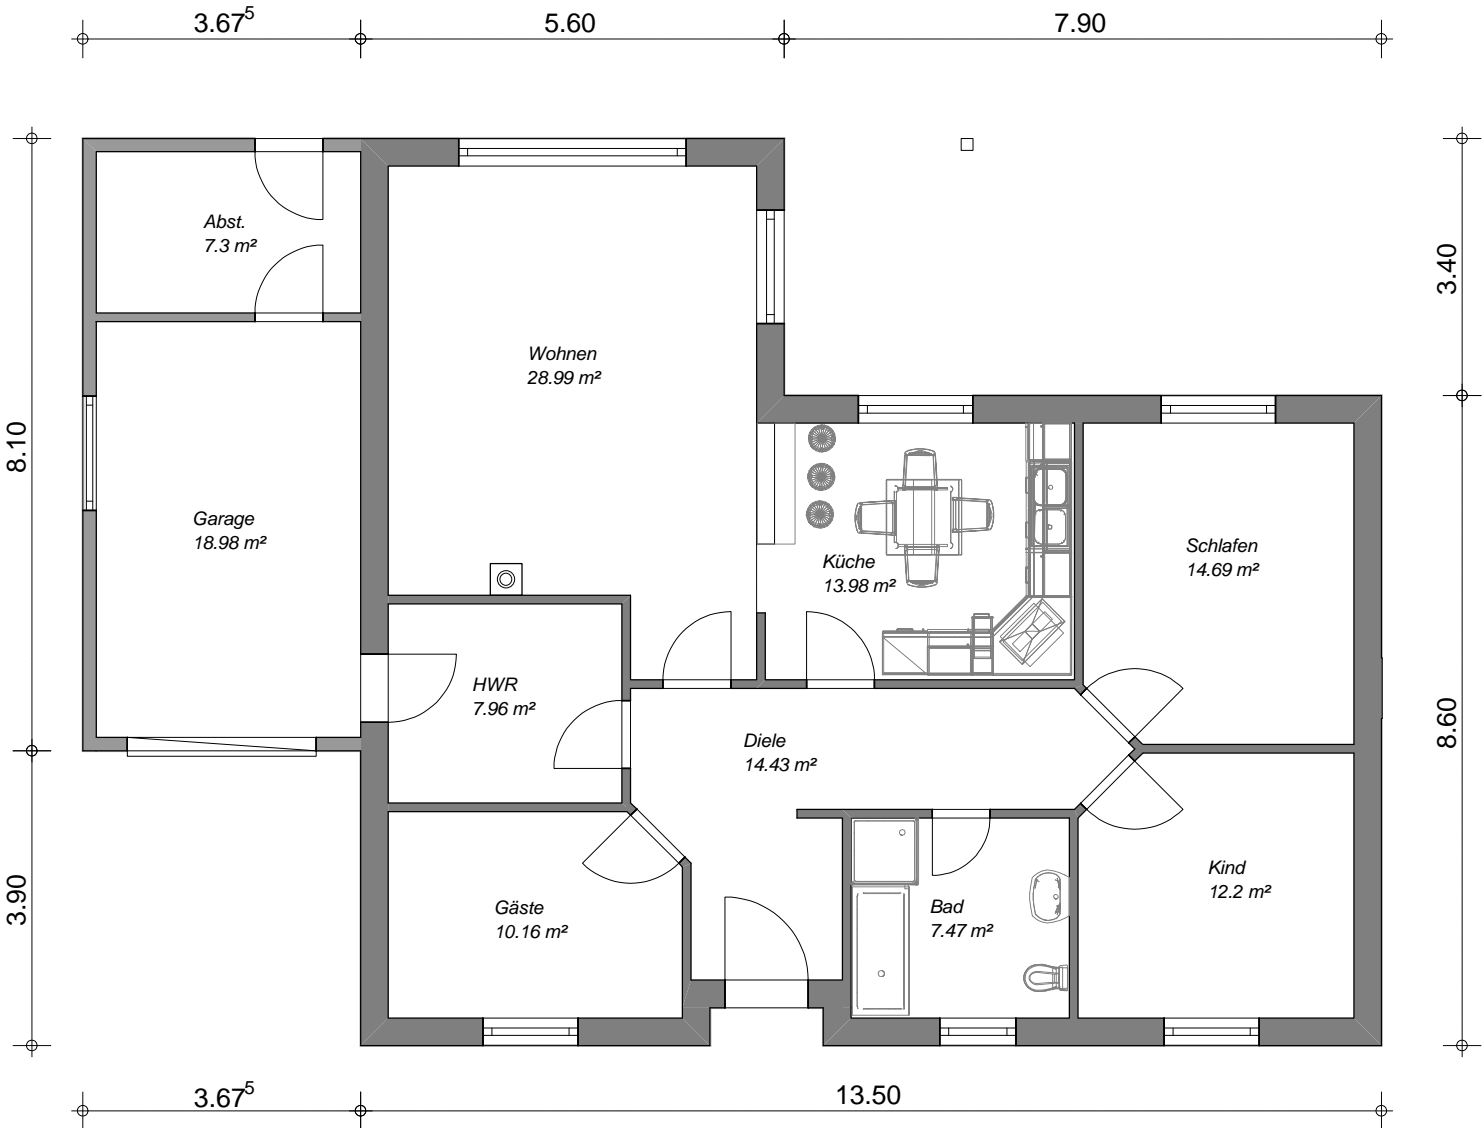 3.67⁵
5.60
7.90
Abst.
7.3 m²
3.40
Wohnen
28.99 m²
8.10
Garage
18.98 m²
Küche
13.98 m²
Schlafen
14.69 m²
HWR
7.96 m²
Diele
14.43 m²
8.60
3.90
Gäste
10.16 m²
Bad
7.47 m²
Kind
12.2 m²
3.67⁵
13.50